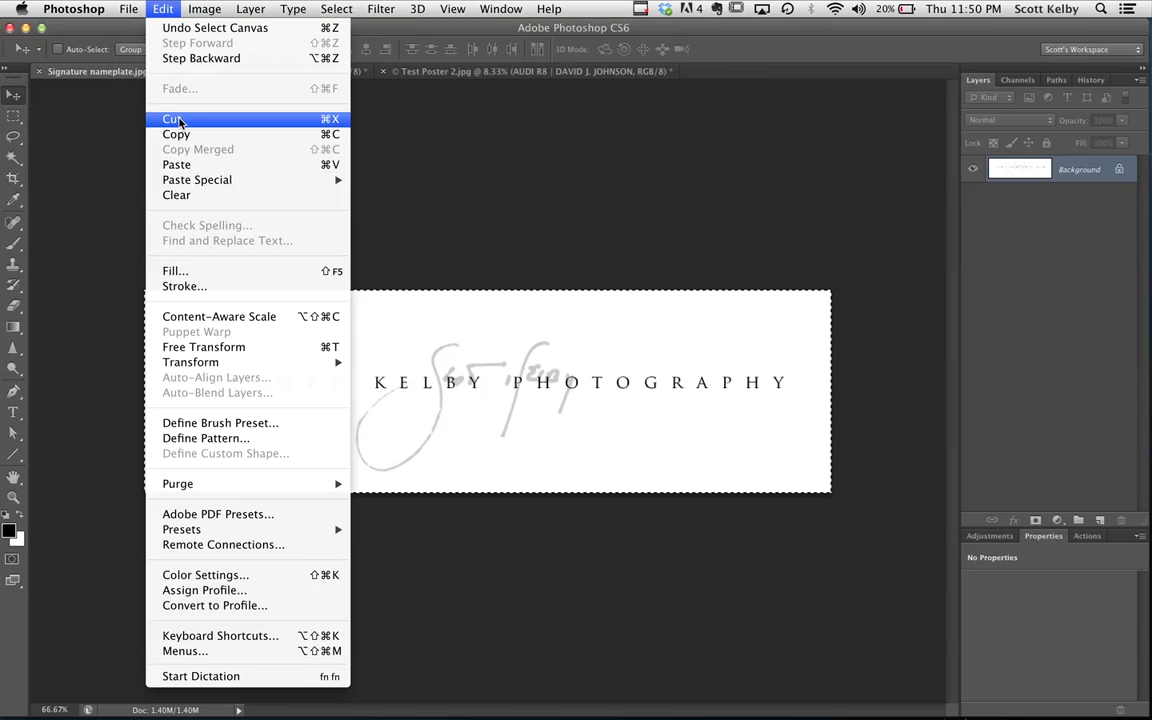 Photoshop File Edit Image Layer Type Select Filter 3D View Window Help 4 20% Thu 11:50 PM Scott Kelby
Adobe Photoshop CS6
Auto-Select: Group 3D Mode: Scott's Workspace
Signature nameplate.jpg /8) * × © Test Poster 2.jpg @ 8.33% (AUDI R8 | DAVID J. JOHNSON, RGB/8) *
Undo Select Canvas ⌘Z
Step Forward ⇧⌘Z
Step Backward ⌥⌘Z
Fade... ⇧⌘F
Cut ⌘X
Copy ⌘C
Copy Merged ⇧⌘C
Paste ⌘V
Paste Special
Clear
Check Spelling...
Find and Replace Text...
Fill... ⇧F5
Stroke...
Content-Aware Scale ⌥⇧⌘C
Puppet Warp
Free Transform ⌘T
Transform
Auto-Align Layers...
Auto-Blend Layers...
Define Brush Preset...
Define Pattern...
Define Custom Shape...
Purge
Adobe PDF Presets...
Presets
Remote Connections...
Color Settings... ⇧⌘K
Assign Profile...
Convert to Profile...
Keyboard Shortcuts... ⌥⇧⌘K
Menus... ⌥⇧⌘M
Start Dictation fn fn
KELBY PHOTOGRAPHY
Layers Channels Paths History
Kind
Normal Opacity: 100%
Lock: Fill: 100%
Background
Adjustments Properties Actions
No Properties
66.67% Doc: 1.40M/1.40M